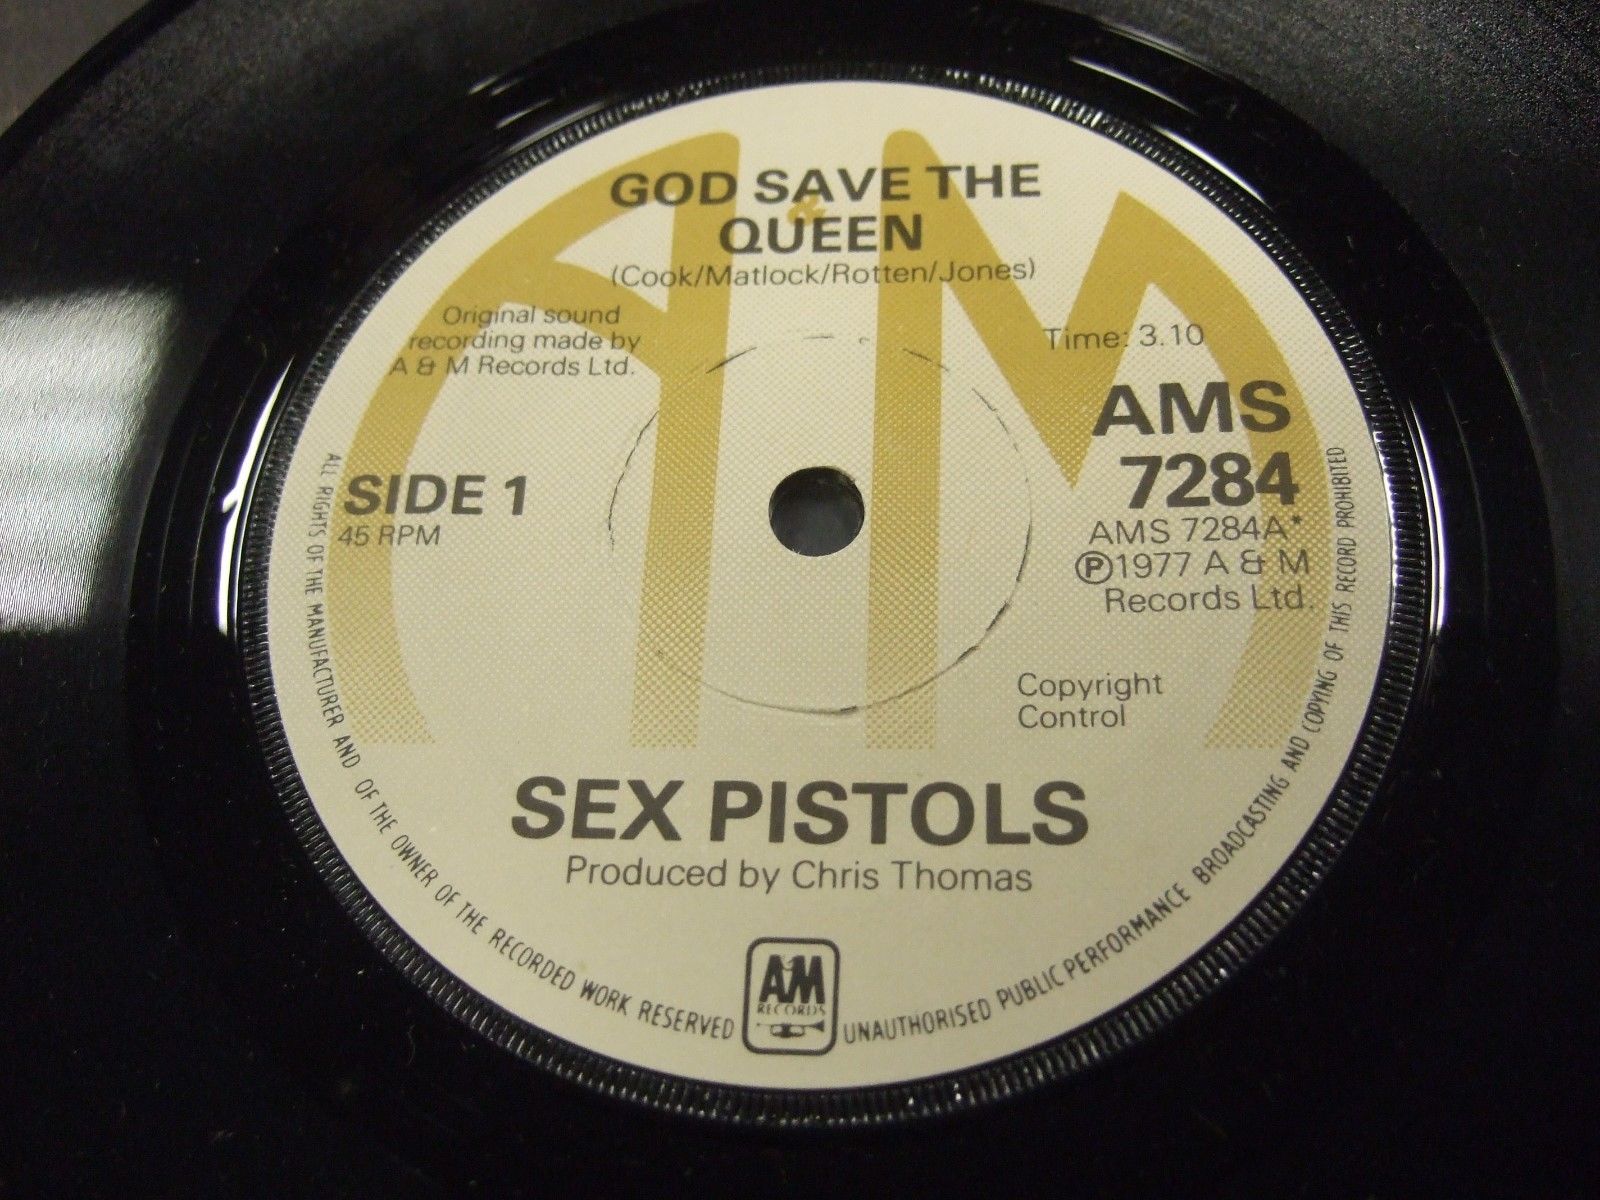 GOD SAVE THE
QUEEN
(Cook/Matlock/Rotten/Jones)
Original sound
recording made by
A & M Records Ltd.
Time: 3.10
AMS
7284
AMS 7284A*
Ⓟ1977 A & M
Records Ltd.
SIDE 1
45 RPM
Copyright
Control
SEX PISTOLS
Produced by Chris Thomas
A&M
RECORDS
ALL RIGHTS OF THE MANUFACTURER AND OF THE OWNER OF THE RECORDED WORK RESERVED
UNAUTHORISED PUBLIC PERFORMANCE BROADCASTING AND COPYING OF THIS RECORD PROHIBITED